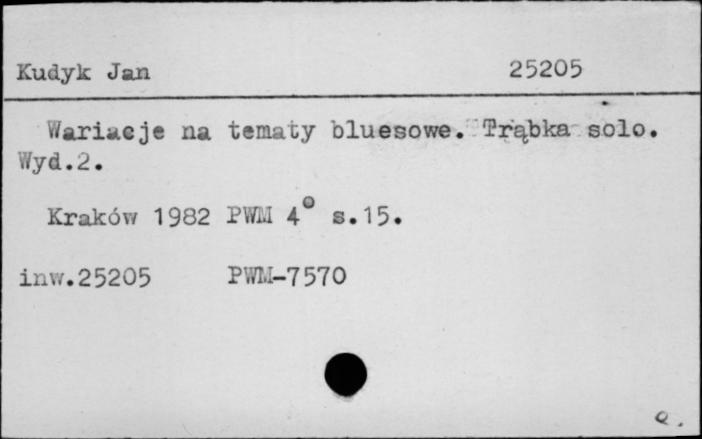 Kudyk Jan 25205
Wariacje na tematy bluesowe. Trąbka solo.
Wyd.2.
Kraków 1982 PWM 4° s.15.
inw.25205 PWM-7570